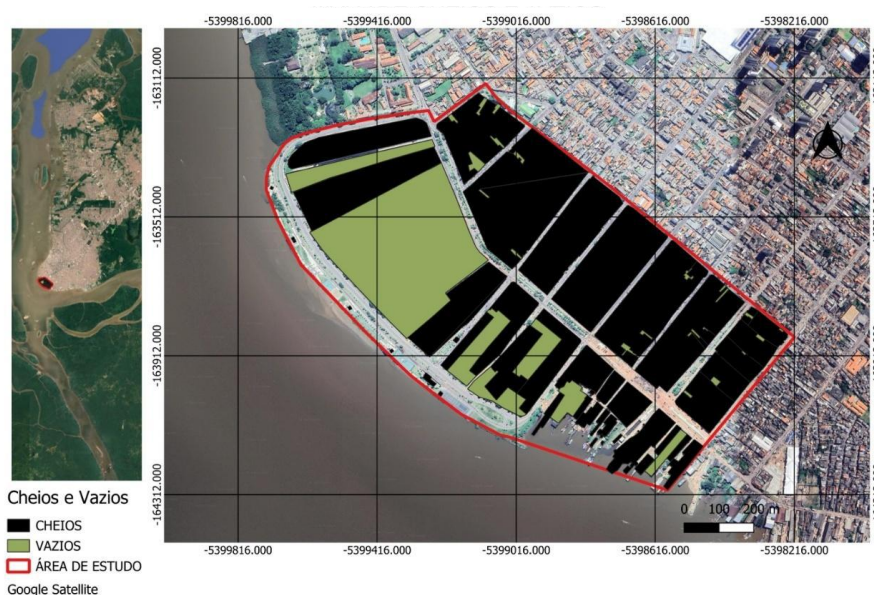 -5399816.000 -5399416.000 -5399016.000 -5398616.000 -5398216.000
-163112.000
-163512.000
-163912.000
-164312.000
0 100 200 m
-5399816.000 -5399416.000 -5399016.000 -5398616.000 -5398216.000
Cheios e Vazios
CHEIOS
VAZIOS
ÁREA DE ESTUDO
Google Satellite